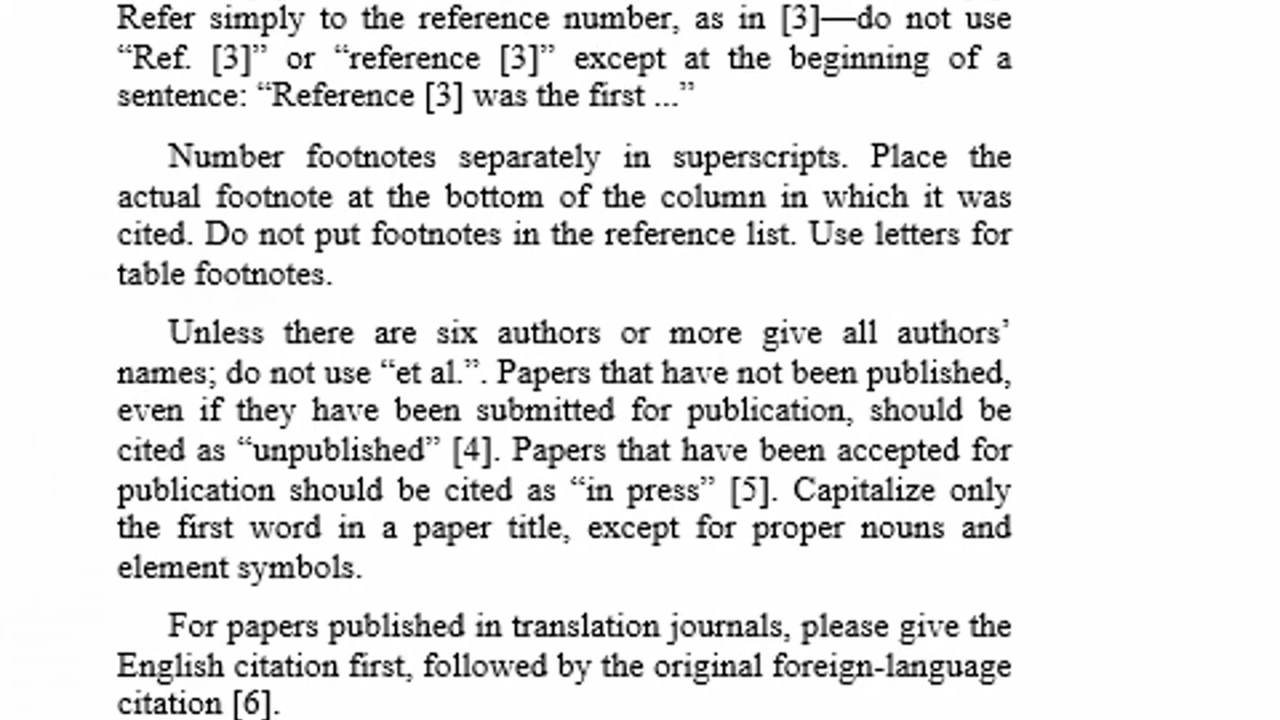 Refer simply to the reference number, as in [3]—do not use
“Ref. [3]” or “reference [3]” except at the beginning of a
sentence: “Reference [3] was the first ...”
Number footnotes separately in superscripts. Place the
actual footnote at the bottom of the column in which it was
cited. Do not put footnotes in the reference list. Use letters for
table footnotes.
Unless there are six authors or more give all authors’
names; do not use “et al.”. Papers that have not been published,
even if they have been submitted for publication, should be
cited as “unpublished” [4]. Papers that have been accepted for
publication should be cited as “in press” [5]. Capitalize only
the first word in a paper title, except for proper nouns and
element symbols.
For papers published in translation journals, please give the
English citation first, followed by the original foreign-language
citation [6].